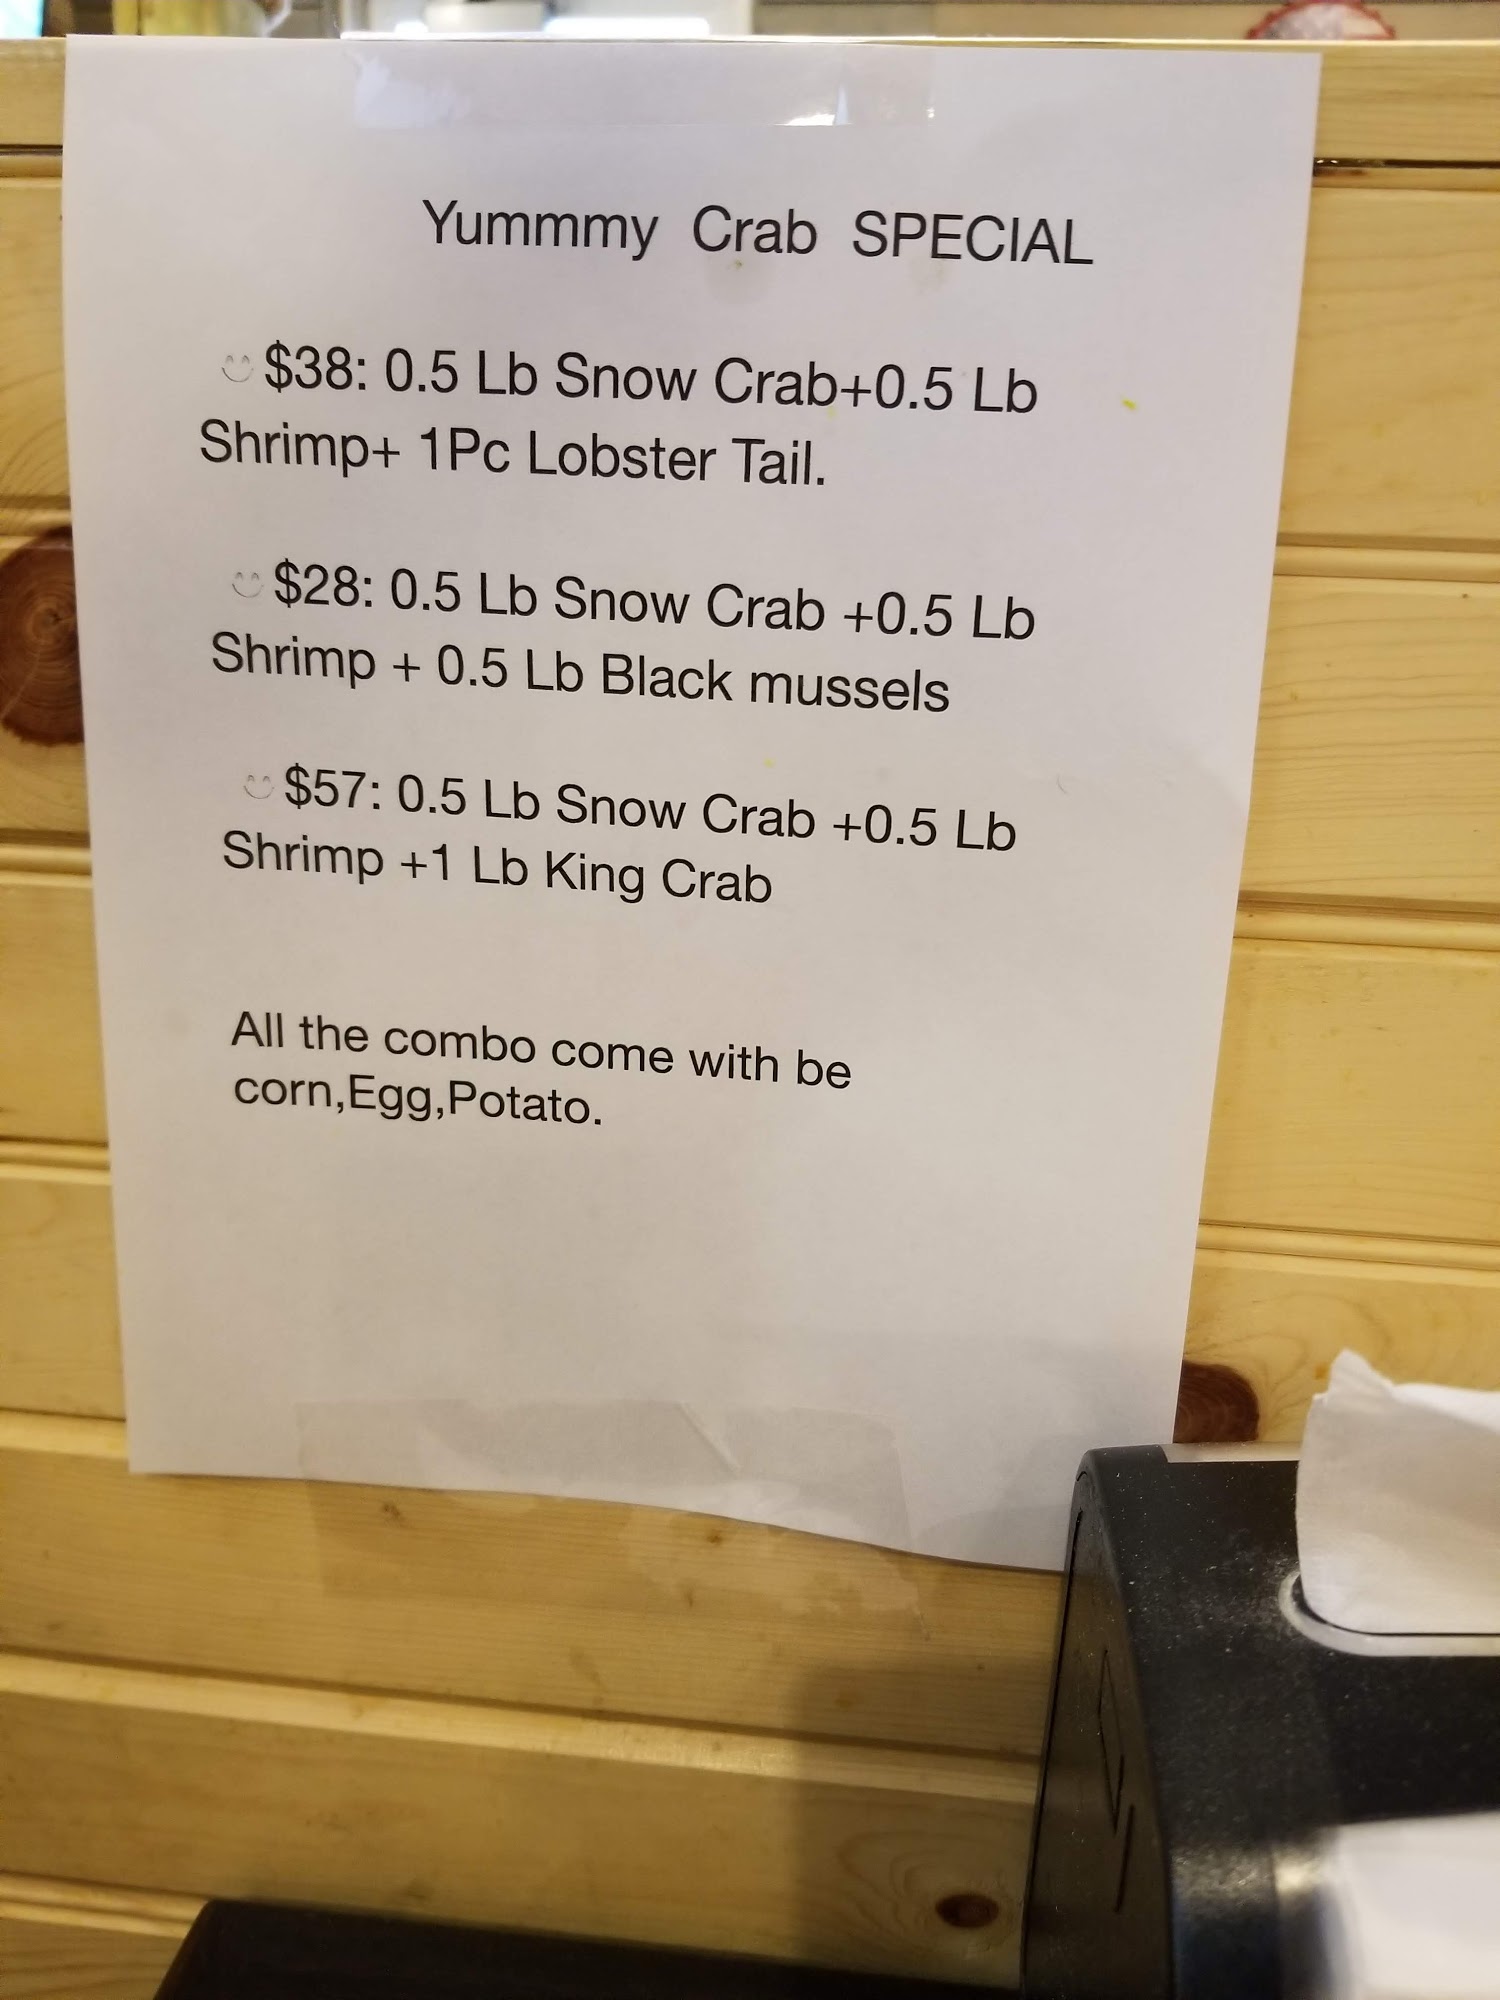 Yummmy Crab SPECIAL
$38: 0.5 Lb Snow Crab+0.5 Lb
Shrimp+ 1Pc Lobster Tail.
$28: 0.5 Lb Snow Crab +0.5 Lb
Shrimp + 0.5 Lb Black mussels
$57: 0.5 Lb Snow Crab +0.5 Lb
Shrimp +1 Lb King Crab
All the combo come with be
corn,Egg,Potato.